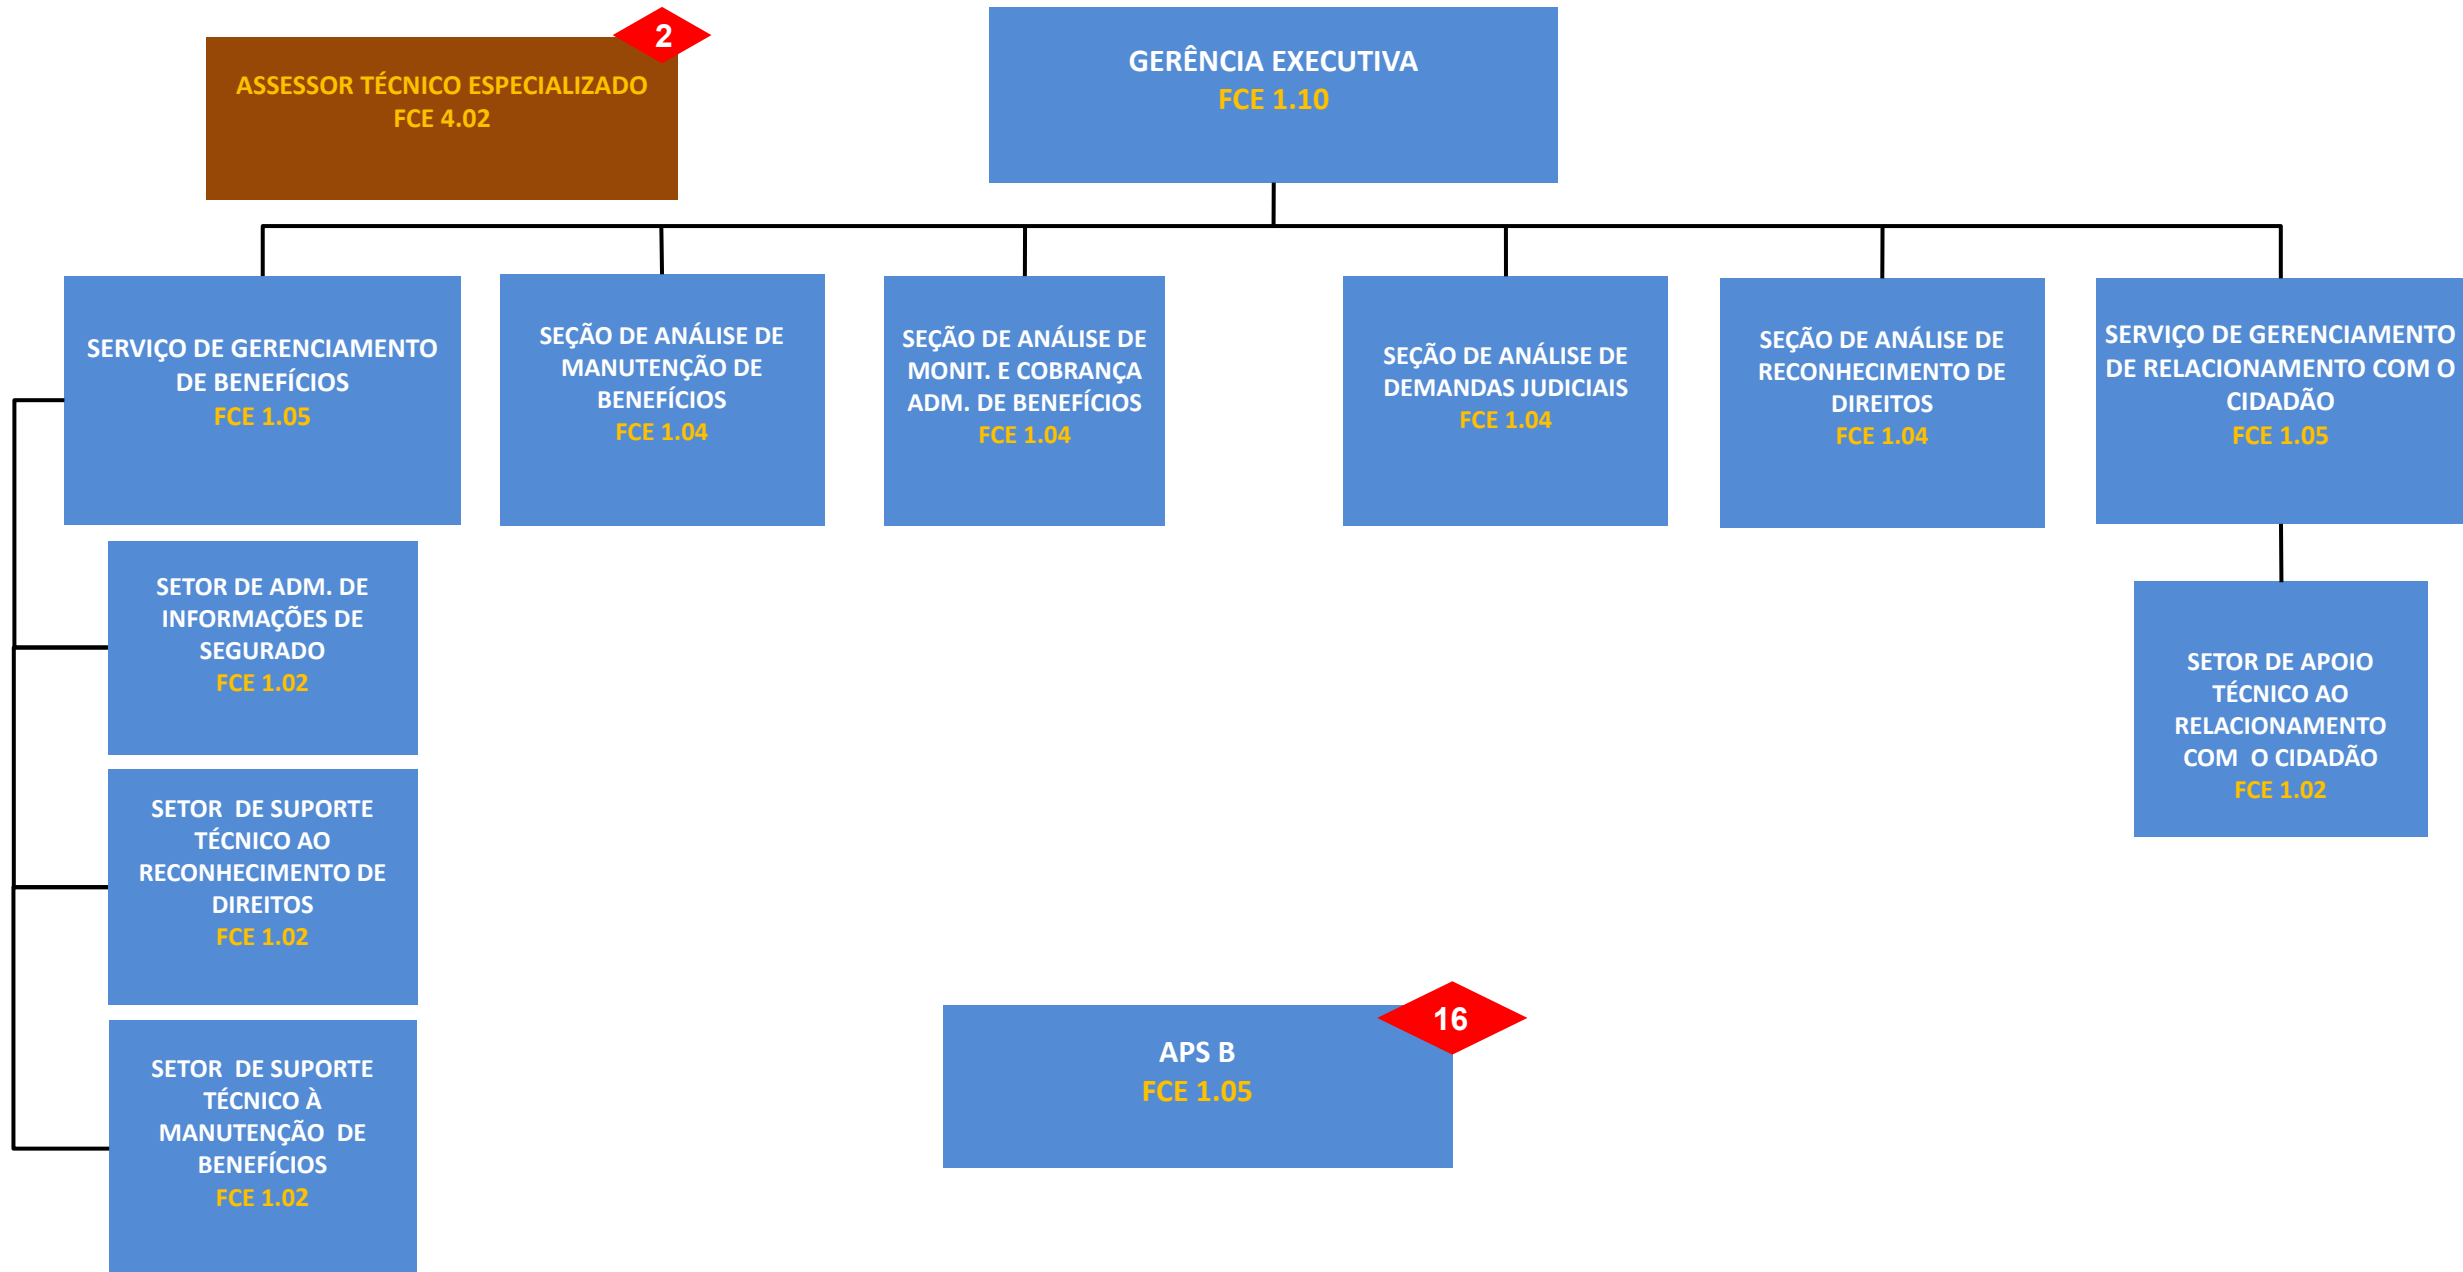 2
ASSESSOR TÉCNICO ESPECIALIZADO
FCE 4.02
GERÊNCIA EXECUTIVA
FCE 1.10
SERVIÇO DE GERENCIAMENTO
DE BENEFÍCIOS
FCE 1.05
SEÇÃO DE ANÁLISE DE
MANUTENÇÃO DE
BENEFÍCIOS
FCE 1.04
SEÇÃO DE ANÁLISE DE
MONIT. E COBRANÇA
ADM. DE BENEFÍCIOS
FCE 1.04
SEÇÃO DE ANÁLISE DE
DEMANDAS JUDICIAIS
FCE 1.04
SEÇÃO DE ANÁLISE DE
RECONHECIMENTO DE
DIREITOS
FCE 1.04
SERVIÇO DE GERENCIAMENTO
DE RELACIONAMENTO COM O
CIDADÃO
FCE 1.05
SETOR DE ADM. DE
INFORMAÇÕES DE
SEGURADO
FCE 1.02
SETOR DE APOIO
TÉCNICO AO
RELACIONAMENTO
COM O CIDADÃO
FCE 1.02
SETOR DE SUPORTE
TÉCNICO AO
RECONHECIMENTO DE
DIREITOS
FCE 1.02
SETOR DE SUPORTE
TÉCNICO À
MANUTENÇÃO DE
BENEFÍCIOS
FCE 1.02
16
APS B
FCE 1.05